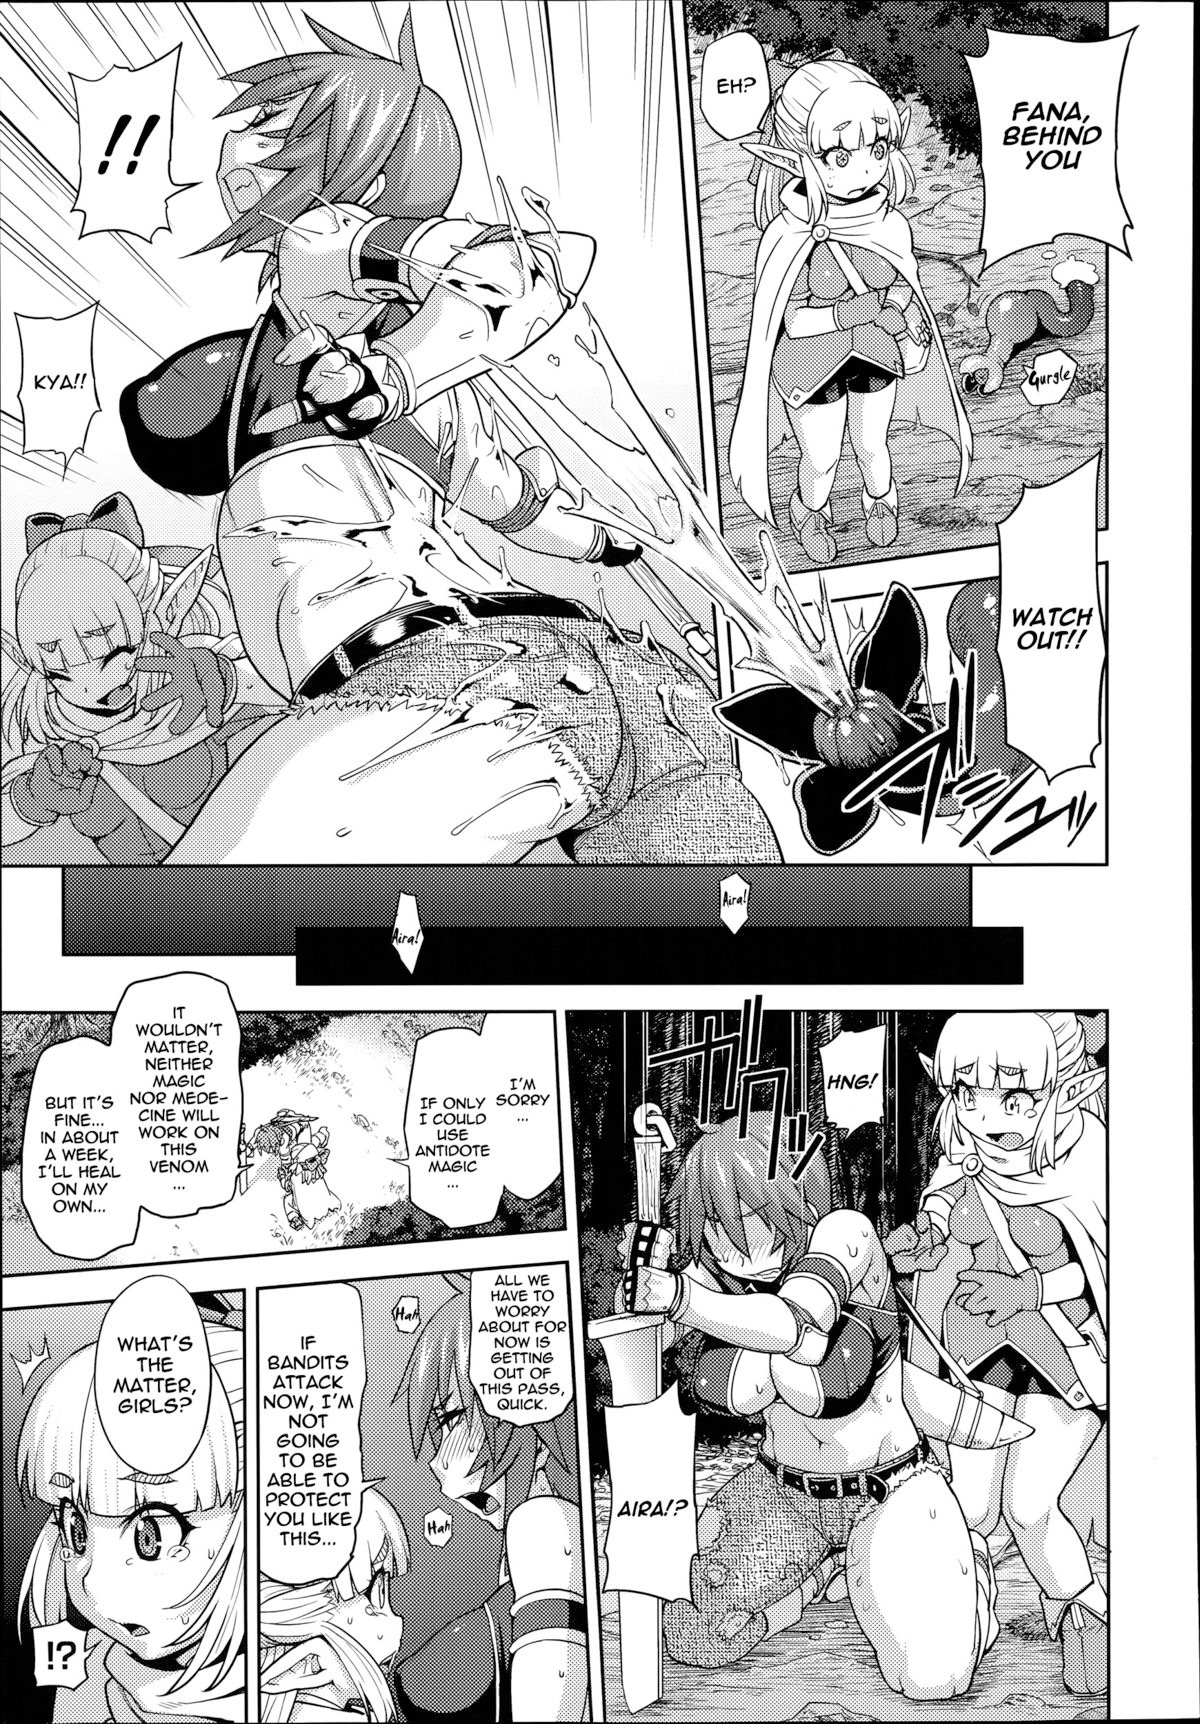 FANA,
BEHIND
YOU
EH?
Gurgle
WATCH
OUT!!
!!
KYA!!
Aira!
Aira!
HNG!
AIRA!?
I'M
SORRY
...
IF ONLY
I COULD
USE
ANTIDOTE
MAGIC
...
IT
WOULDN'T
MATTER,
NEITHER
MAGIC
NOR MEDE-
CINE WILL
WORK ON
THIS
VENOM
...
BUT IT'S
FINE...
IN ABOUT
A WEEK,
I'LL HEAL
ON MY
OWN...
ALL WE
HAVE TO
WORRY
ABOUT FOR
NOW IS
GETTING
OUT OF
THIS PASS,
QUICK.
Hah
Hah
IF
BANDITS
ATTACK
NOW, I'M
NOT
GOING
TO BE
ABLE TO
PROTECT
YOU LIKE
THIS...
WHAT'S
THE
MATTER,
GIRLS?
!?